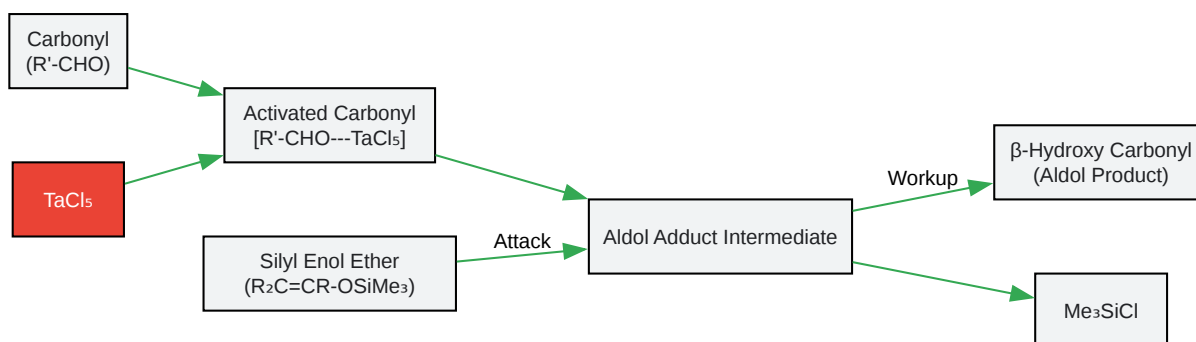 Carbonyl
(R'-CHO)
TaCl₅
Activated Carbonyl
[R'-CHO---TaCl₅]
Silyl Enol Ether
(R₂C=CR-OSiMe₃)
Attack
Aldol Adduct Intermediate
Workup
β-Hydroxy Carbonyl
(Aldol Product)
Me₃SiCl